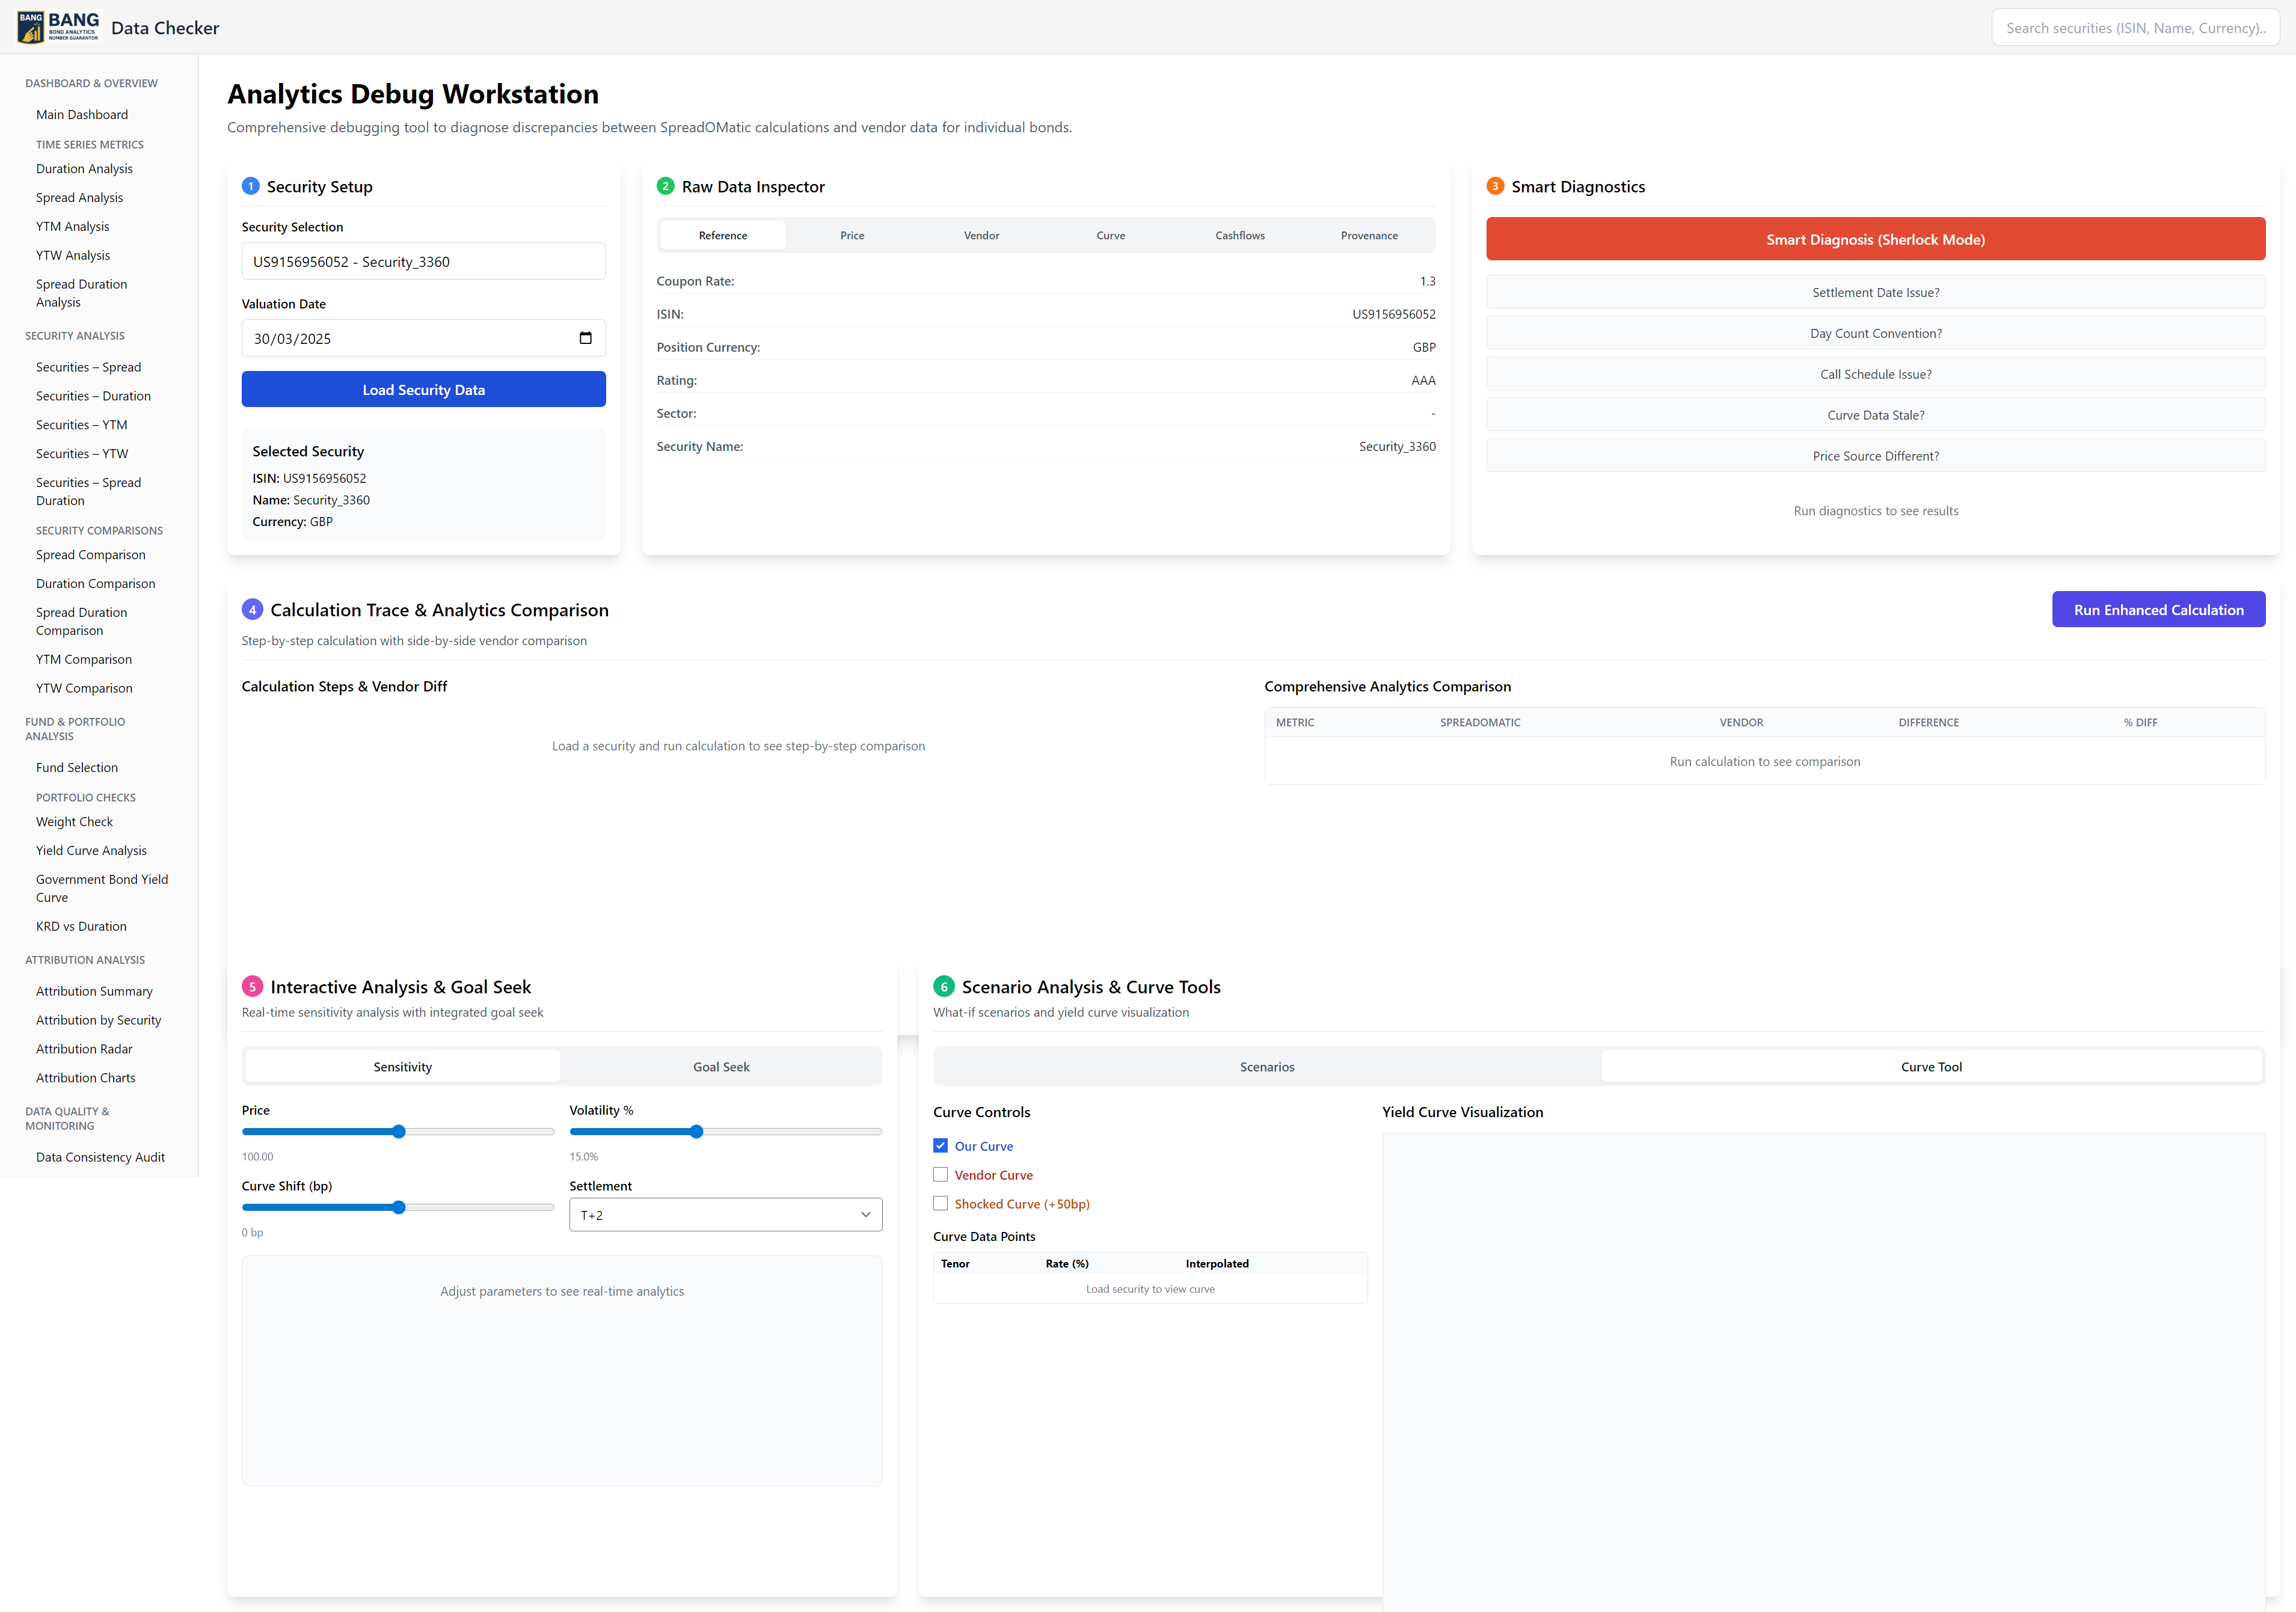 BANG
BANG
BOND ANALYTICS
NUMBER GUARANTOR
Data Checker
Search securities (ISIN, Name, Currency)..
DASHBOARD & OVERVIEW
Main Dashboard
TIME SERIES METRICS
Duration Analysis
Spread Analysis
YTM Analysis
YTW Analysis
Spread Duration
Analysis
SECURITY ANALYSIS
Securities – Spread
Securities – Duration
Securities – YTM
Securities – YTW
Securities – Spread
Duration
SECURITY COMPARISONS
Spread Comparison
Duration Comparison
Spread Duration
Comparison
YTM Comparison
YTW Comparison
FUND & PORTFOLIO
ANALYSIS
Fund Selection
PORTFOLIO CHECKS
Weight Check
Yield Curve Analysis
Government Bond Yield
Curve
KRD vs Duration
ATTRIBUTION ANALYSIS
Attribution Summary
Attribution by Security
Attribution Radar
Attribution Charts
DATA QUALITY &
MONITORING
Data Consistency Audit
Analytics Debug Workstation
Comprehensive debugging tool to diagnose discrepancies between SpreadOMatic calculations and vendor data for individual bonds.
1 Security Setup
Security Selection
US9156956052 - Security_3360
Valuation Date
30/03/2025
Load Security Data
Selected Security
ISIN: US9156956052
Name: Security_3360
Currency: GBP
2 Raw Data Inspector
Reference Price Vendor Curve Cashflows Provenance
Coupon Rate: 1.3
ISIN: US9156956052
Position Currency: GBP
Rating: AAA
Sector: -
Security Name: Security_3360
3 Smart Diagnostics
Smart Diagnosis (Sherlock Mode)
Settlement Date Issue?
Day Count Convention?
Call Schedule Issue?
Curve Data Stale?
Price Source Different?
Run diagnostics to see results
4 Calculation Trace & Analytics Comparison
Run Enhanced Calculation
Step-by-step calculation with side-by-side vendor comparison
Calculation Steps & Vendor Diff
Load a security and run calculation to see step-by-step comparison
Comprehensive Analytics Comparison
METRIC SPREADOMATIC VENDOR DIFFERENCE % DIFF
Run calculation to see comparison
5 Interactive Analysis & Goal Seek
Real-time sensitivity analysis with integrated goal seek
Sensitivity Goal Seek
Price Volatility %
100.00 15.0%
Curve Shift (bp) Settlement
T+2
0 bp
Adjust parameters to see real-time analytics
6 Scenario Analysis & Curve Tools
What-if scenarios and yield curve visualization
Scenarios Curve Tool
Curve Controls
Our Curve
Vendor Curve
Shocked Curve (+50bp)
Curve Data Points
Tenor Rate (%) Interpolated
Load security to view curve
Yield Curve Visualization